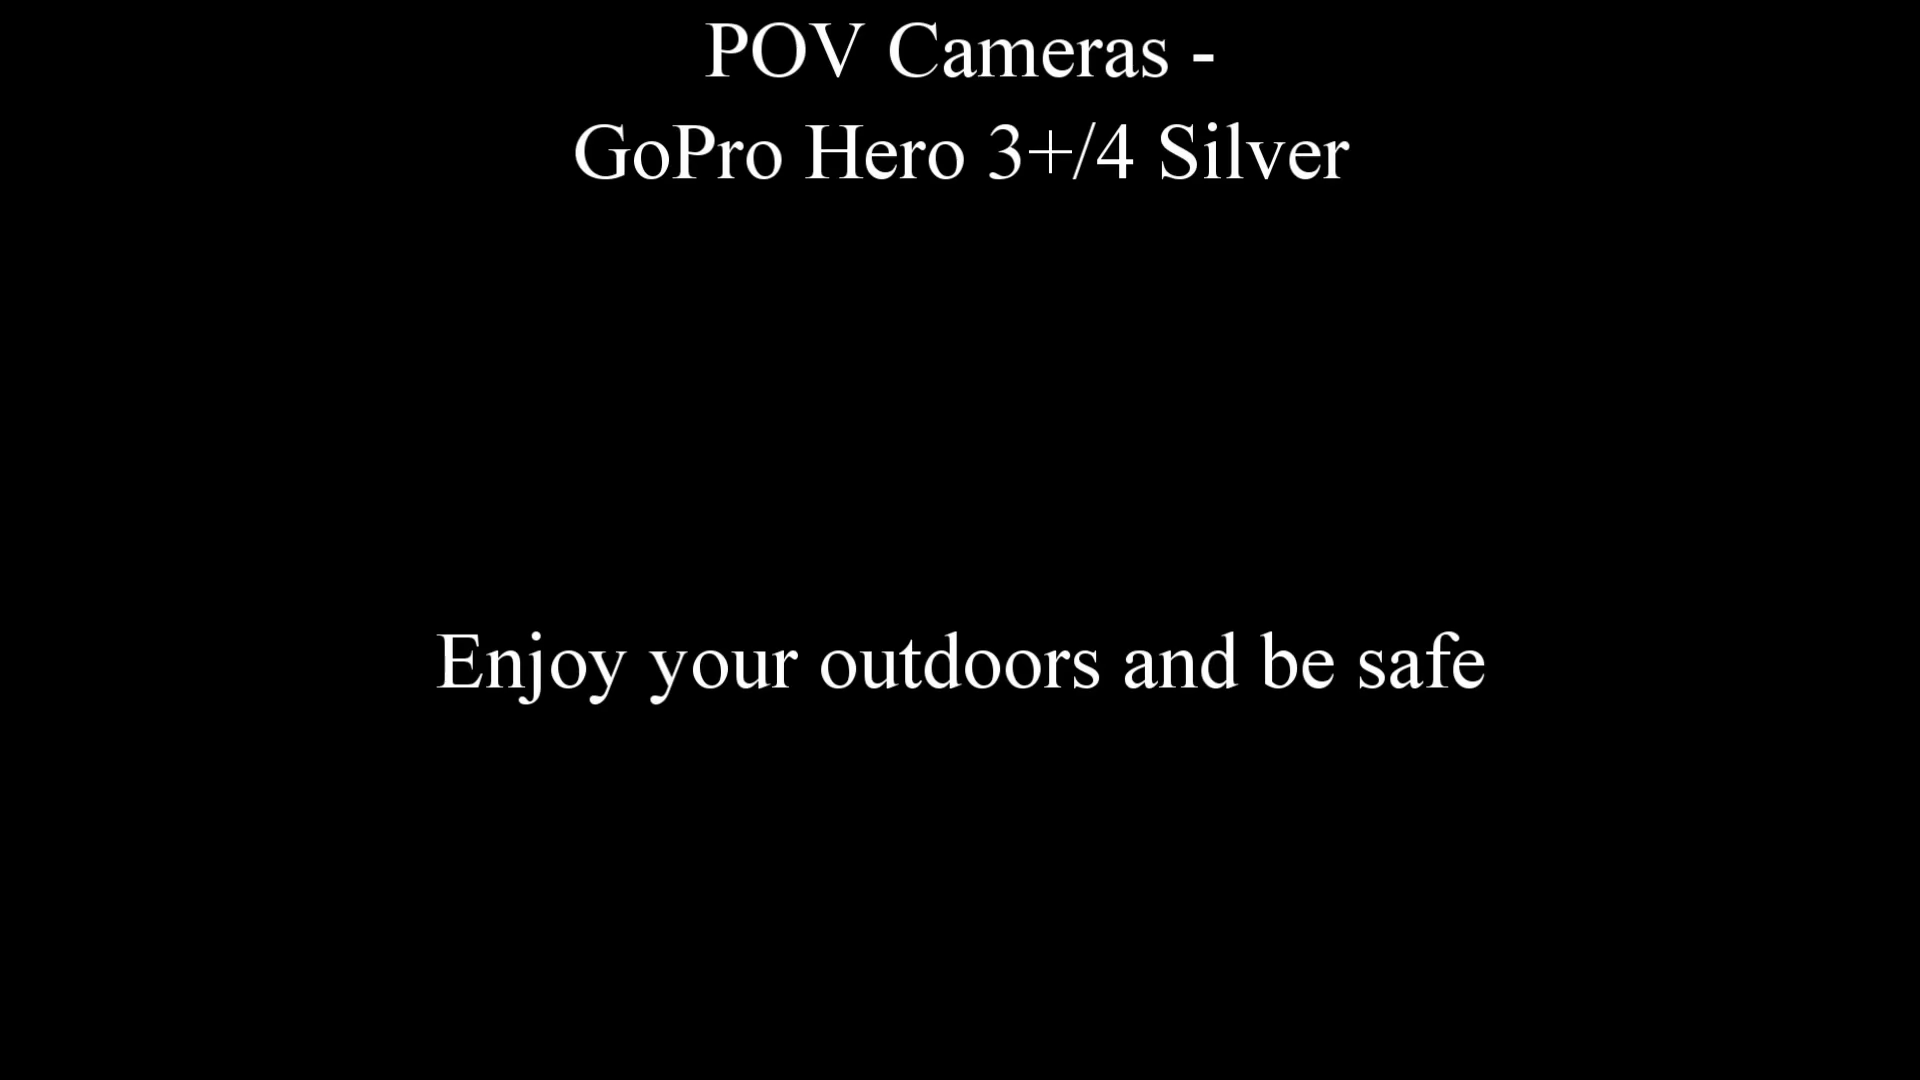 POV Cameras -
GoPro Hero 3+/4 Silver
Enjoy your outdoors and be safe